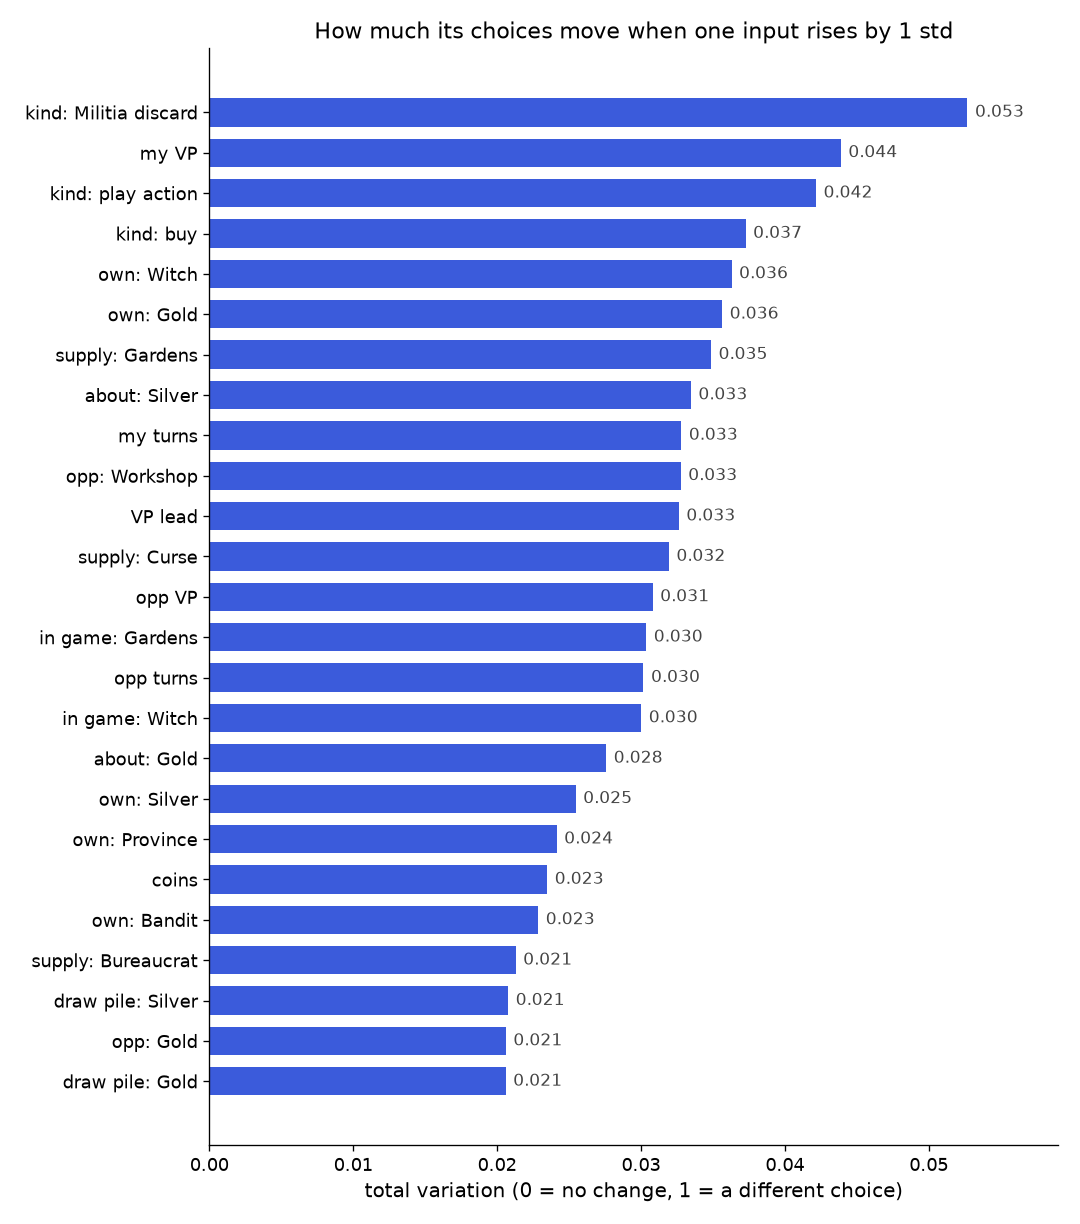 How much its choices move when one input rises by 1 std
kind: Militia discard 0.053
my VP 0.044
kind: play action 0.042
kind: buy 0.037
own: Witch 0.036
own: Gold 0.036
supply: Gardens 0.035
about: Silver 0.033
my turns 0.033
opp: Workshop 0.033
VP lead 0.033
supply: Curse 0.032
opp VP 0.031
in game: Gardens 0.030
opp turns 0.030
in game: Witch 0.030
about: Gold 0.028
own: Silver 0.025
own: Province 0.024
coins 0.023
own: Bandit 0.023
supply: Bureaucrat 0.021
draw pile: Silver 0.021
opp: Gold 0.021
draw pile: Gold 0.021
0.00 0.01 0.02 0.03 0.04 0.05
total variation (0 = no change, 1 = a different choice)